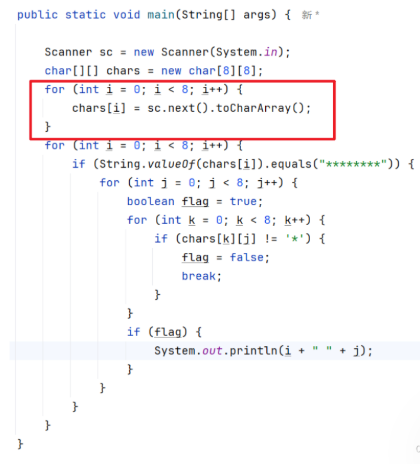 public static void main(String[] args) { 新 *
Scanner sc = new Scanner(System.in);
char[][] chars = new char[8][8];
for (int i = 0; i < 8; i++) {
chars[i] = sc.next().toCharArray();
}
for (int i = 0; i < 8; i++) {
if (String.valueOf(chars[i]).equals("********")) {
for (int j = 0; j < 8; j++) {
boolean flag = true;
for (int k = 0; k < 8; k++) {
if (chars[k][j] != '*') {
flag = false;
break;
}
}
if (flag) {
System.out.println(i + " " + j);
}
}
}
}
}